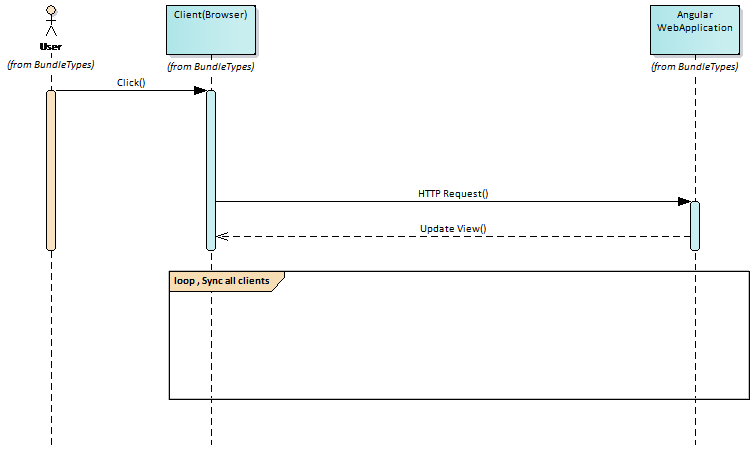 User
(from BundleTypes)
Client(Browser)
(from BundleTypes)
Angular
WebApplication
(from BundleTypes)
Click()
HTTP Request()
Update View()
loop , Sync all clients